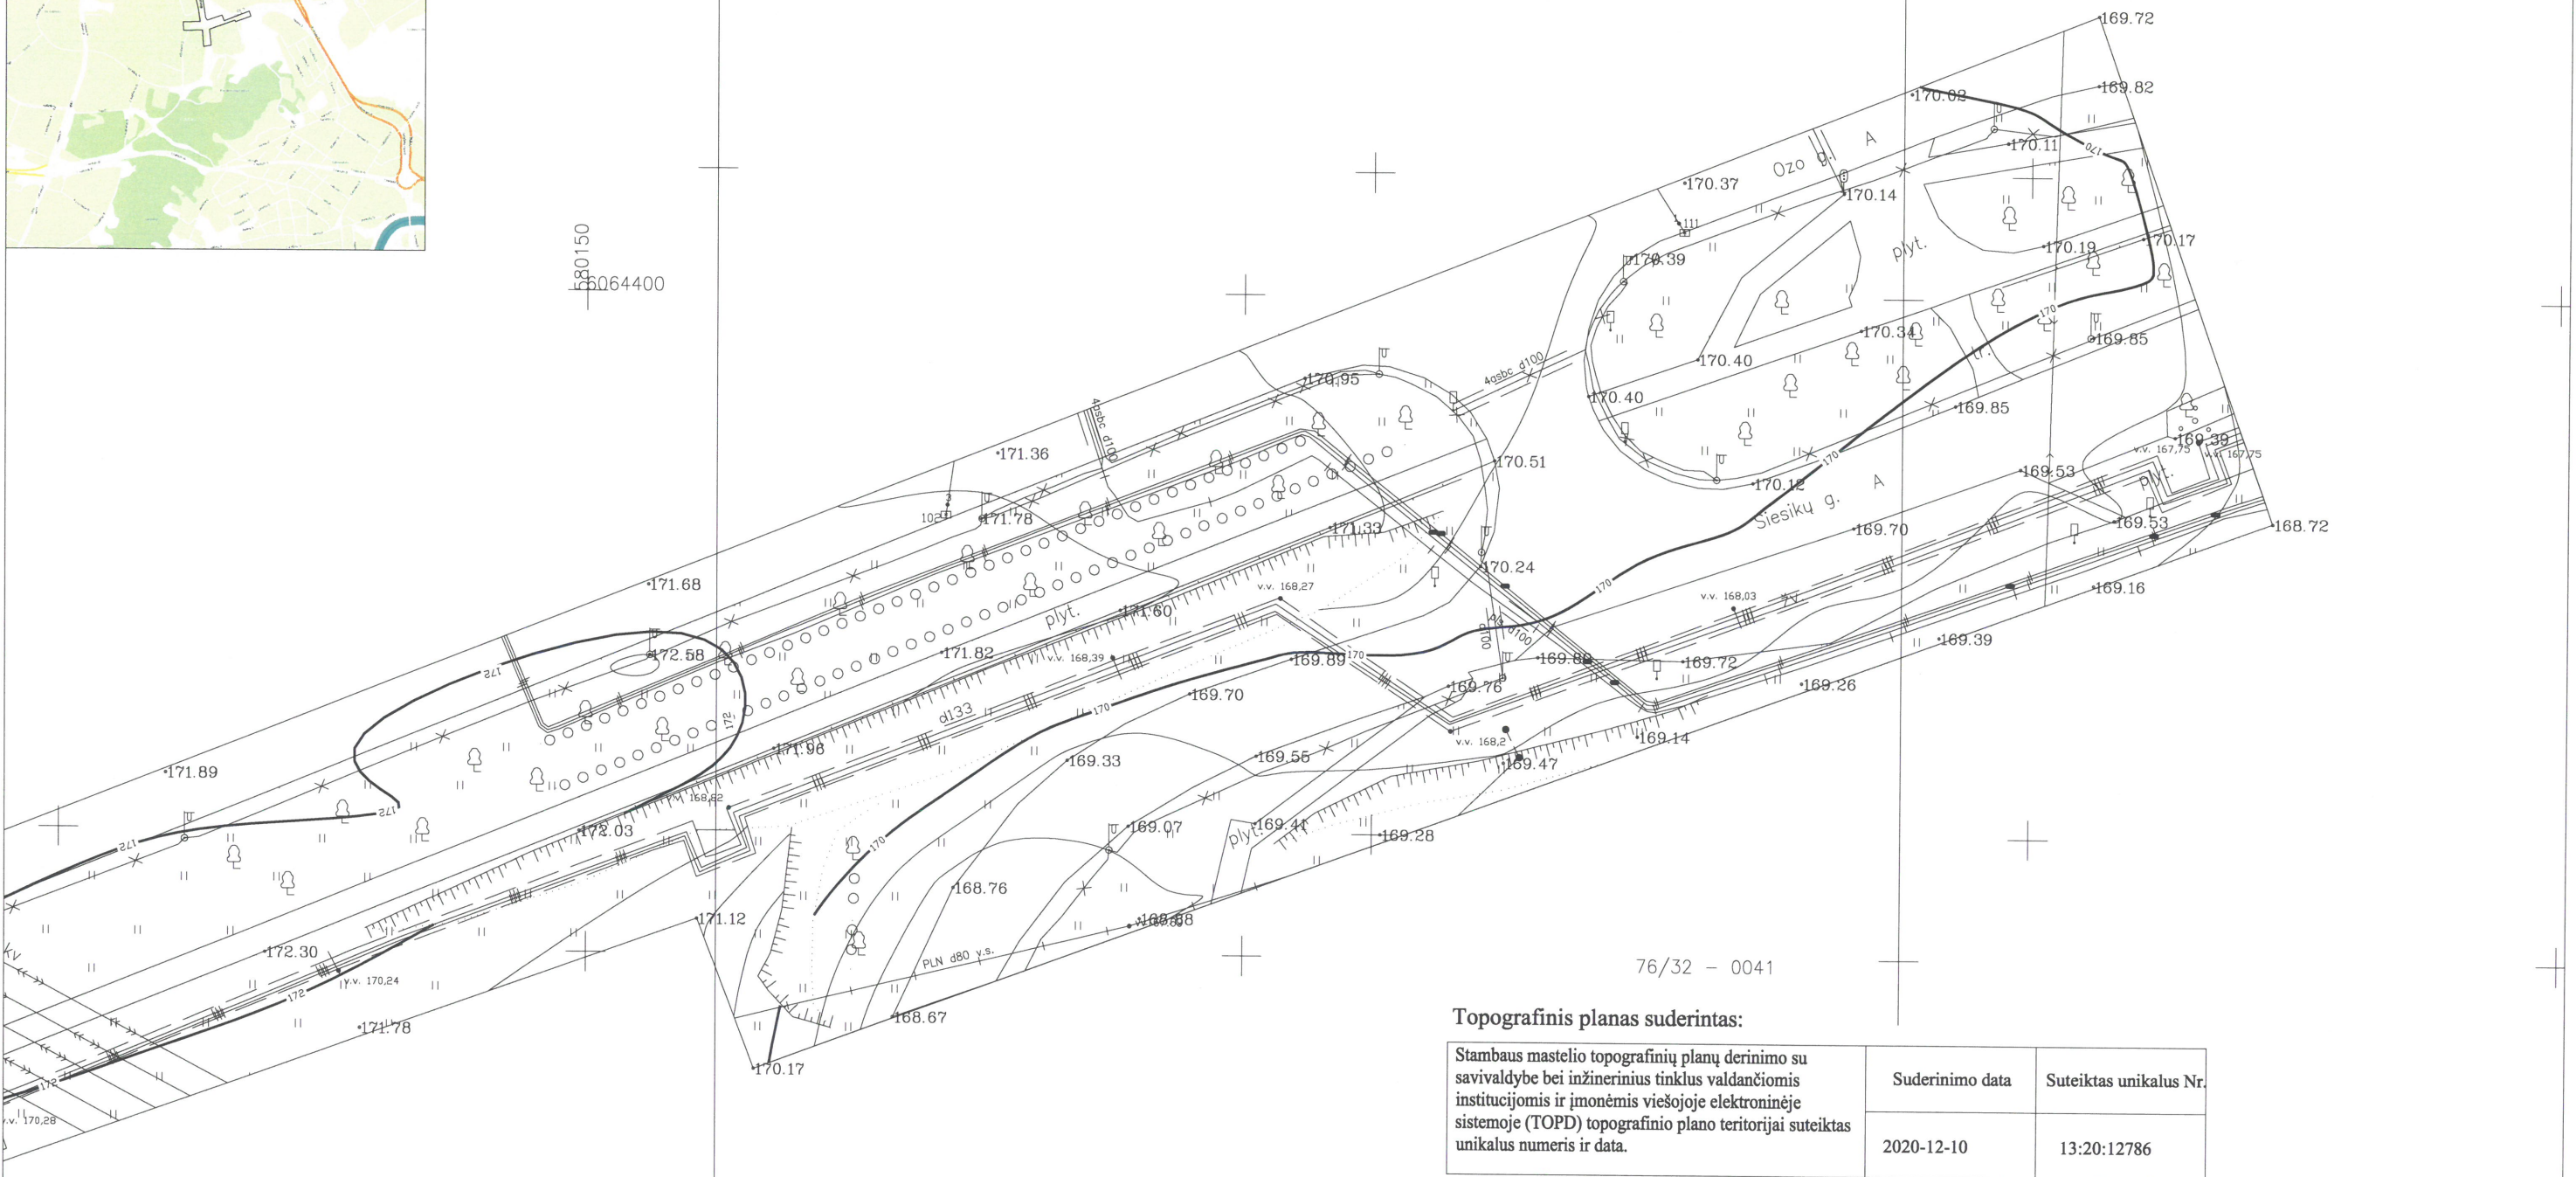 169.72
169.82
170.02
170.11
170
Ozo g. A
170.37
170.14
111
580150
6064400
170.39
plyt.
170.19
170.17
170
170.34
tr.
169.85
170.95
4asbc d100
170.40
170.40
169.85
4asbc d100
171.36
170.51
170
170.12
Siesikų g. A
169.53
v.v. 167,75
169.39
v.v. 167,75
plyt.
3
102
171.78
171.33
169.70
169.53
168.72
171.68
v.v. 168,27
170.24
170
169.16
plyt.
171.60
v.v. 168,03
d100
172.58
171.82
v.v. 168,39
169.89
170
169.72
169.39
172
169.70
169.76
169.26
172
d133
170
171.96
169.55
v.v. 168,2
169.14
171.89
169.33
169.47
172
172
172.03
170
169.07
plyt.
169.41
169.28
168.76
171.12
172.30
PLN d80 v.s.
76/32 - 0041
v.v. 170,24
172
171.78
168.67
172
170.17
v.v. 170,28
Topografinis planas suderintas:
Stambaus mastelio topografinių planų derinimo su
savivaldybe bei inžinerinius tinklus valdančiomis
institucijomis ir įmonėmis viešojoje elektroninėje
sistemoje (TOPD) topografinio plano teritorijai suteiktas
unikalus numeris ir data.
Suderinimo data
Suteiktas unikalus Nr.
2020-12-10
13:20:12786